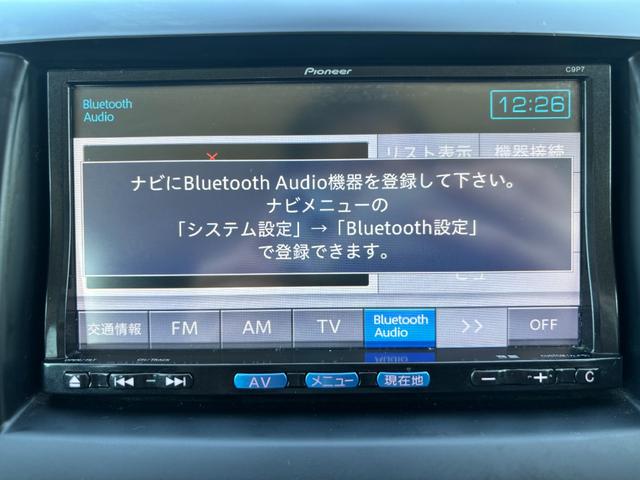 Pioneer
C9P7
Bluetooth
Audio
12:26
リスト表示
機器接続
ナビにBluetooth Audio機器を登録して下さい。
ナビメニューの
「システム設定」→「Bluetooth設定」
で登録できます。
交通情報
FM
AM
TV
Bluetooth
Audio
>>
OFF
AV
メニュー
現在地
C